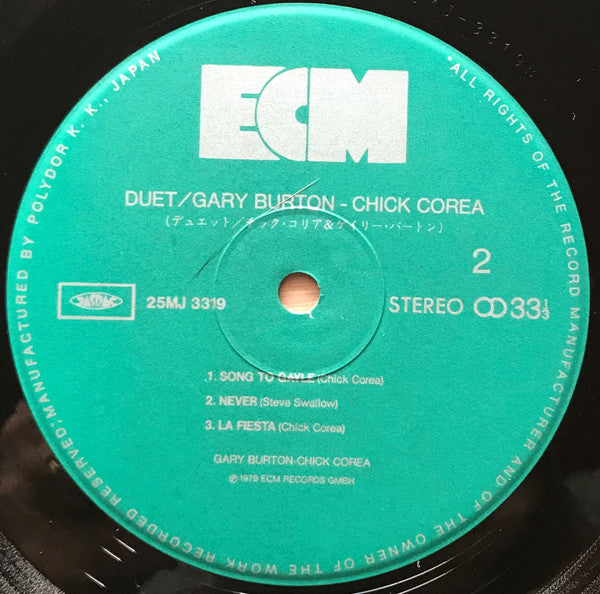 ECM
DUET/GARY BURTON - CHICK COREA
(デュエット/チック・コリア&ゲイリー・バートン)
2
25MJ 3319
STEREO 33⅓
1. SONG TO GAYLE (Chick Corea)
2. NEVER (Steve Swallow)
3. LA FIESTA (Chick Corea)
GARY BURTON-CHICK COREA
℗ 1979 ECM RECORDS GMBH
MANUFACTURED BY POLYDOR K. K., JAPAN
"ALL RIGHTS OF THE RECORD MANUFACTURER AND OF THE OWNER OF THE WORK RECORDED RESERVED: